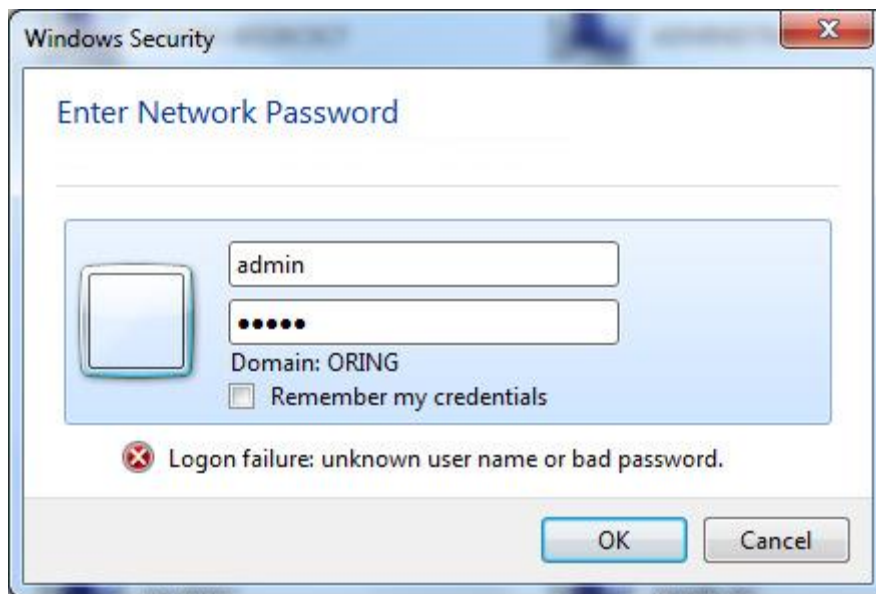 Windows Security
Enter Network Password
admin
•••••
Domain: ORING
Remember my credentials
Logon failure: unknown user name or bad password.
OK
Cancel